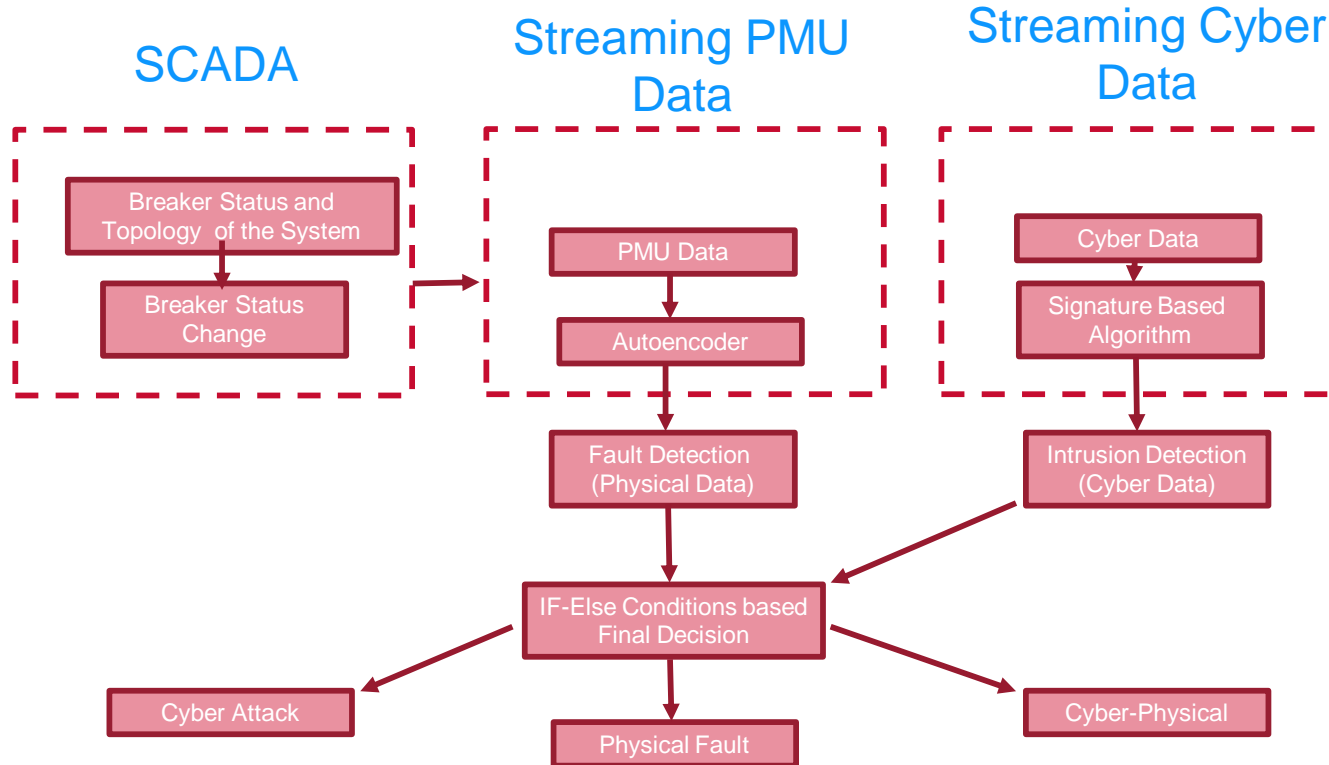 SCADA
Streaming PMU
Data
Streaming Cyber
Data
Breaker Status and
Topology of the System
Breaker Status
Change
PMU Data
Autoencoder
Cyber Data
Signature Based
Algorithm
Fault Detection
(Physical Data)
Intrusion Detection
(Cyber Data)
IF-Else Conditions based
Final Decision
Cyber Attack
Physical Fault
Cyber-Physical